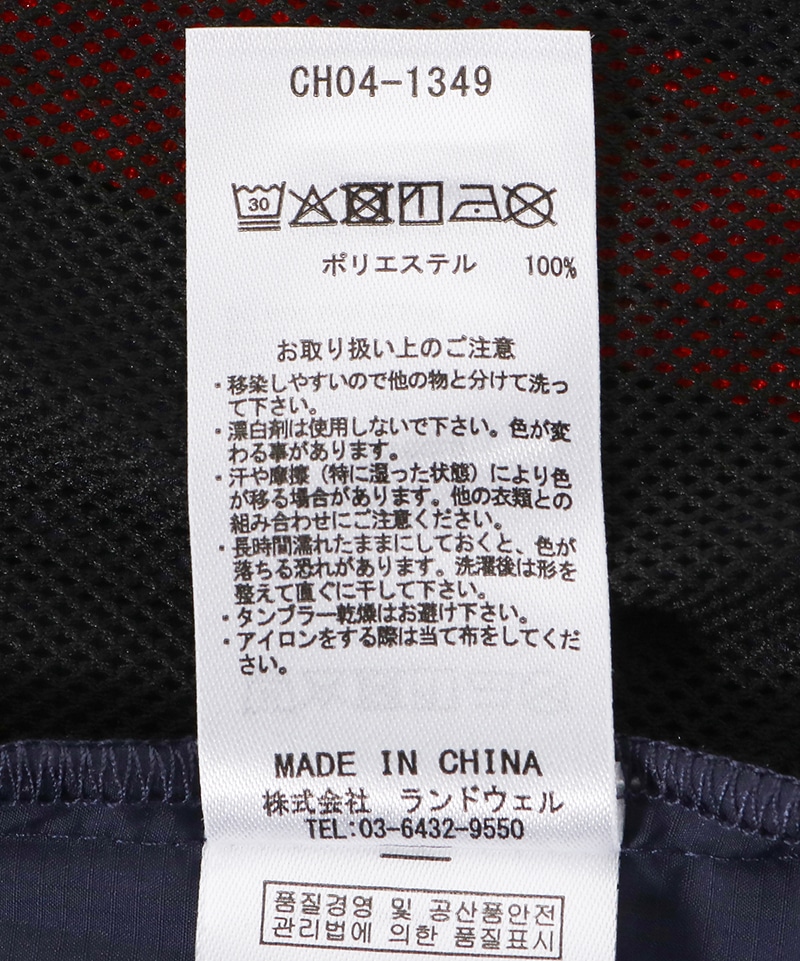 CH04-1349
30
ポリエステル 100%
お取り扱い上のご注意
・移染しやすいので他の物と分けて洗っ
て下さい。
・漂白剤は使用しないで下さい。色が変
わる事があります。
・汗や摩擦（特に湿った状態）により色
が移る場合があります。他の衣類との
組み合わせにご注意ください。
・長時間濡れたままにしておくと、色が
落ちる恐れがあります。洗濯後は形を
整えて直ぐに干して下さい。
・タンブラー乾燥はお避け下さい。
・アイロンをする際は当て布をしてくだ
さい。
MADE IN CHINA
株式会社 ランドウェル
TEL:03-6432-9550
품질경영 및 공산품안전
관리법에 의한 품질표시